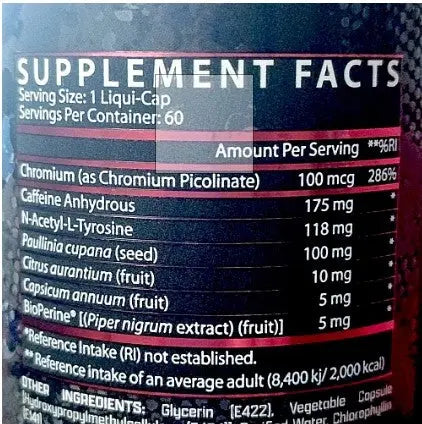 SUPPLEMENT FACTS
Serving Size: 1 Liqui-Cap
Servings Per Container: 60
Amount Per Serving **%RI
Chromium (as Chromium Picolinate) 100 mcg 286%
Caffeine Anhydrous 175 mg *
N-Acetyl-L-Tyrosine 118 mg *
Paullinia cupana (seed) 100 mg *
Citrus aurantium (fruit) 10 mg *
Capsicum annuum (fruit) 5 mg *
BioPerine® [(Piper nigrum extract) (fruit)] 5 mg *
*Reference Intake (RI) not established.
** Reference intake of an average adult (8,400 kj/ 2,000 kcal)
OTHER INGREDIENTS: Glycerin (E422), Vegetable Capsule
Water, Chlorophyllin